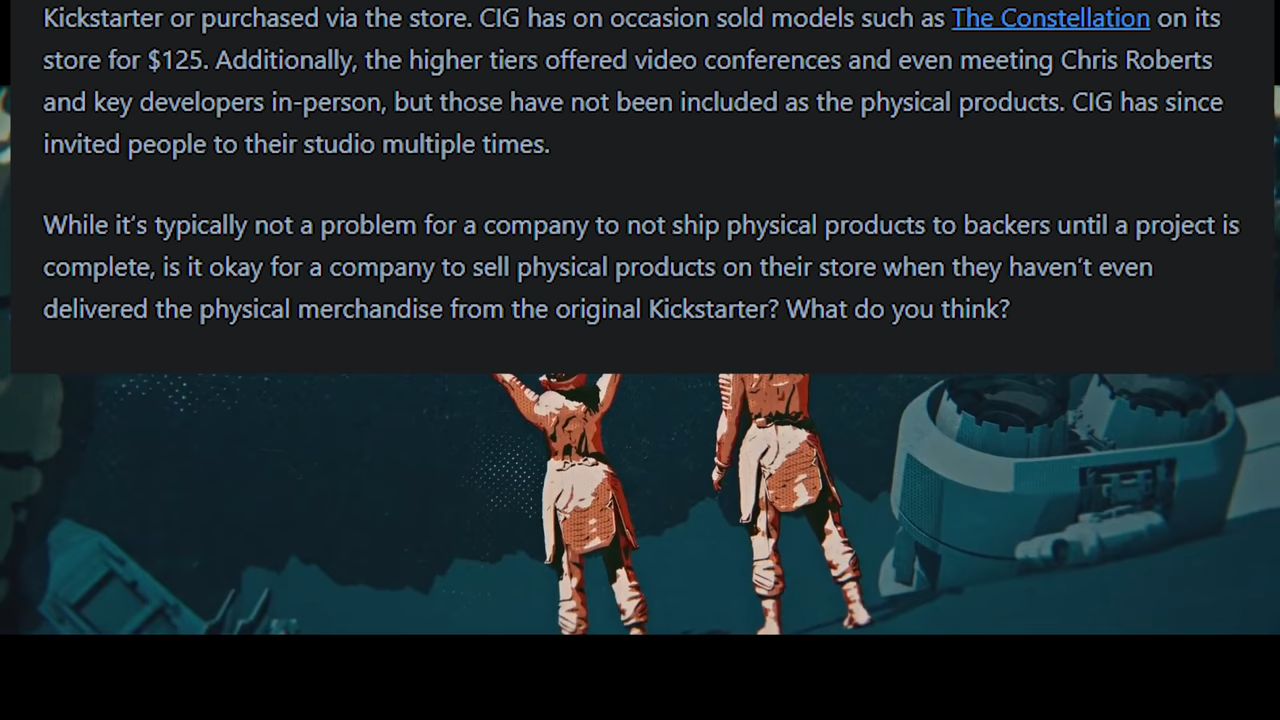 Kickstarter or purchased via the store. CIG has on occasion sold models such as The Constellation on its
store for $125. Additionally, the higher tiers offered video conferences and even meeting Chris Roberts
and key developers in-person, but those have not been included as the physical products. CIG has since
invited people to their studio multiple times.
While it’s typically not a problem for a company to not ship physical products to backers until a project is
complete, is it okay for a company to sell physical products on their store when they haven’t even
delivered the physical merchandise from the original Kickstarter? What do you think?